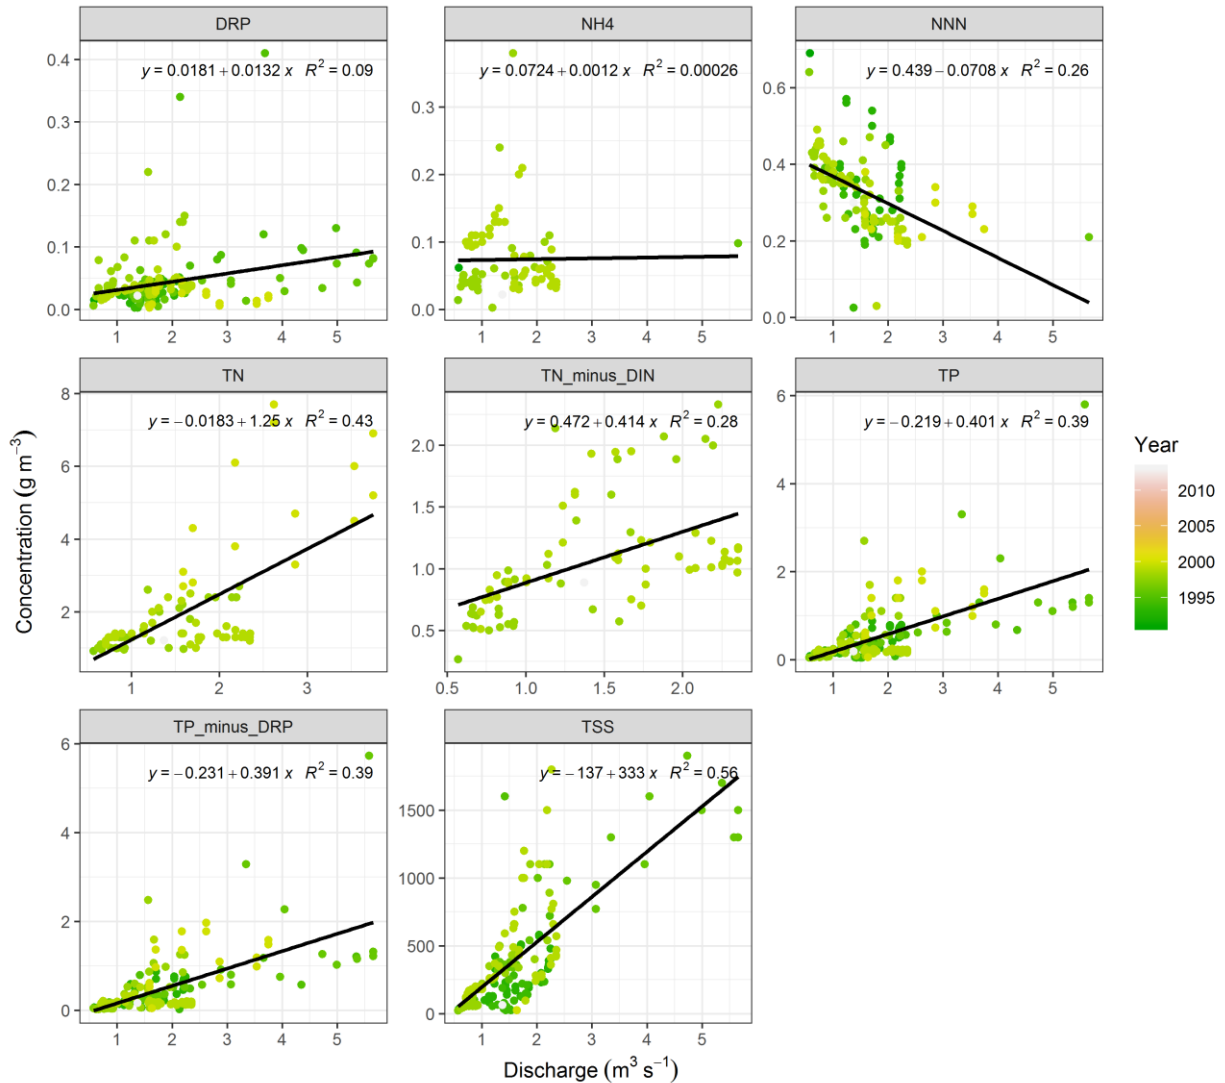 DRP
NH4
NNN
y = 0.0181 + 0.0132 x R² = 0.09
y = 0.0724 + 0.0012 x R² = 0.00026
y = 0.439 − 0.0708 x R² = 0.26
0.4
0.3
0.2
0.1
0.0
1 2 3 4 5
0.3
0.2
0.1
0.0
1 2 3 4 5
0.6
0.4
0.2
0.0
1 2 3 4 5
TN
TN_minus_DIN
TP
y = −0.0183 + 1.25 x R² = 0.43
y = 0.472 + 0.414 x R² = 0.28
y = −0.219 + 0.401 x R² = 0.39
8
6
4
2
1 2 3
2.0
1.5
1.0
0.5
0.5 1.0 1.5 2.0
6
4
2
0
1 2 3 4 5
TP_minus_DRP
TSS
y = −0.231 + 0.391 x R² = 0.39
y = −137 + 333 x R² = 0.56
6
4
2
0
1 2 3 4 5
1500
1000
500
0
1 2 3 4 5
Concentration (g m⁻³)
Discharge (m³ s⁻¹)
Year
2010
2005
2000
1995